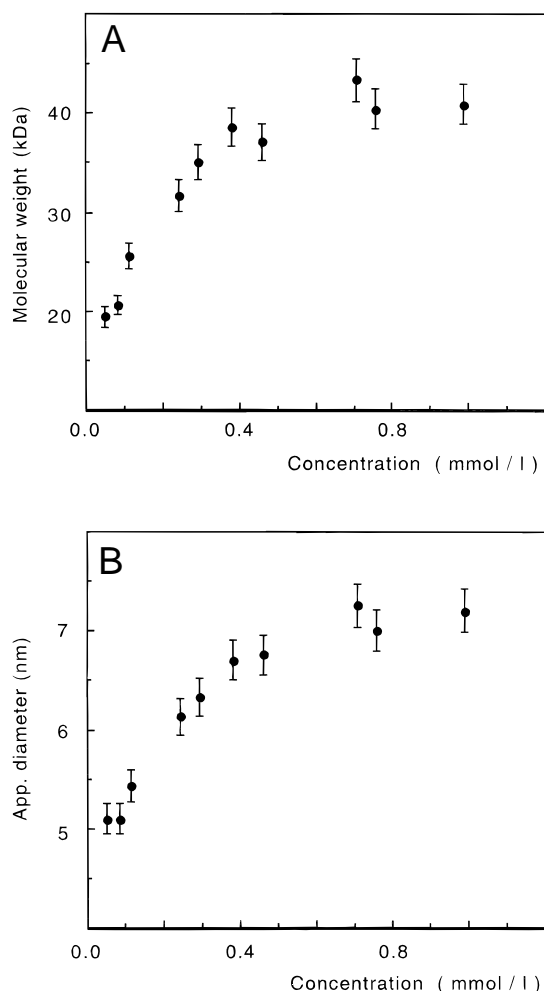 A
Molecular weight (kDa)
40
30
20
0.0 0.4 0.8
Concentration ( mmol / l )
B
App. diameter (nm)
7
6
5
0.0 0.4 0.8
Concentration ( mmol / l )